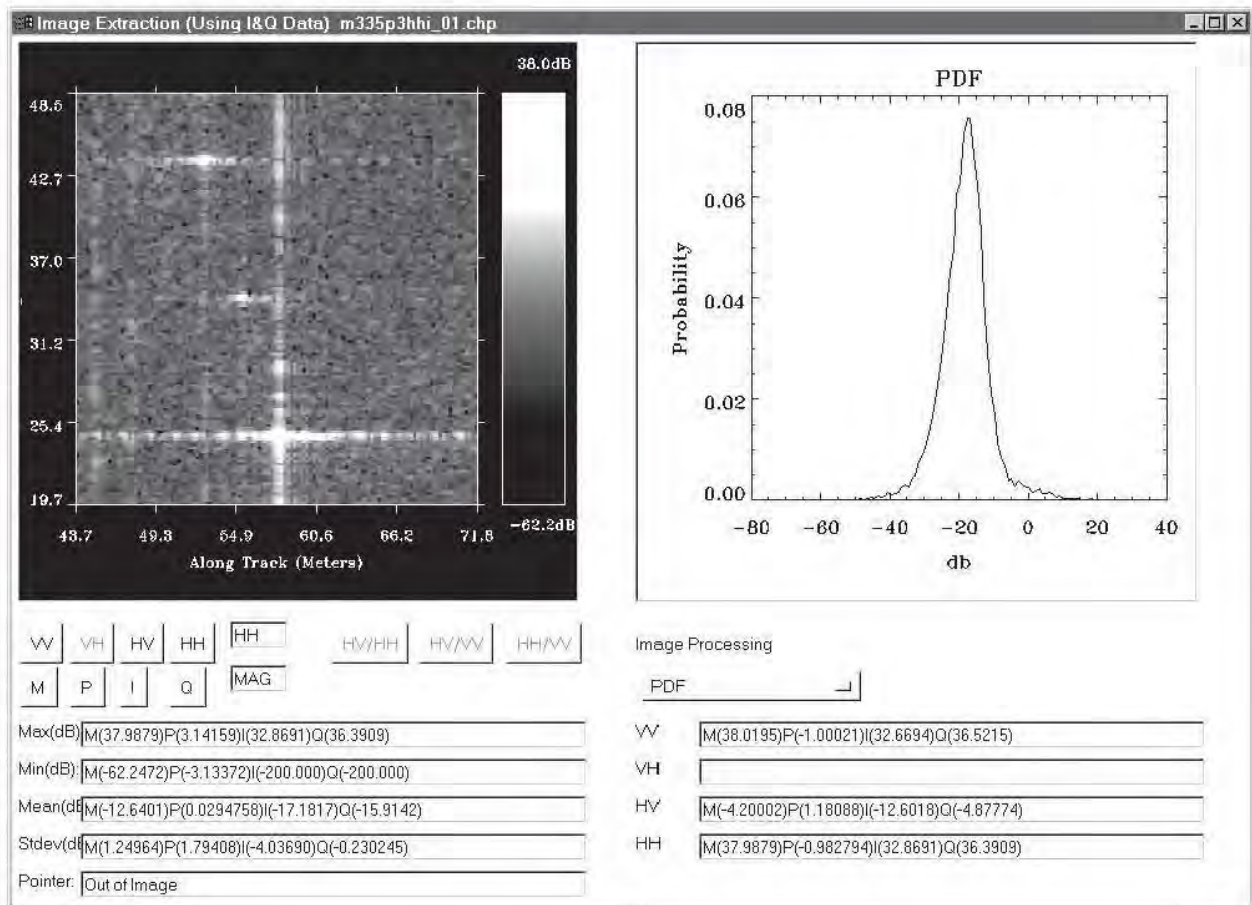 Image Extraction (Using I&Q Data) m335p3hhi_01.chp
38.0dB
48.5
42.7
37.0
31.2
25.4
19.7
43.7 49.3 54.9 60.6 66.2 71.8
-62.2dB
Along Track (Meters)
PDF
0.08
0.06
0.04
0.02
0.00
Probability
-80 -60 -40 -20 0 20 40
db
VV VH HV HH HH HV/HH HV/VV HH/VV
M P I Q MAG
Image Processing
PDF
Max(dB) M(37.9879)P(3.14159)I(32.8691)Q(36.3909)
Min(dB): M(-62.2472)P(-3.13372)I(-200.000)Q(-200.000)
Mean(dB M(-12.6401)P(0.0294758)I(-17.1817)Q(-15.9142)
Stdev(dB M(1.24964)P(1.79408)I(-4.03690)Q(-0.230245)
Pointer: Out of Image
VV M(38.0195)P(-1.00021)I(32.6694)Q(36.5215)
VH
HV M(-4.20002)P(1.18088)I(-12.6018)Q(-4.87774)
HH M(37.9879)P(-0.982794)I(32.8691)Q(36.3909)